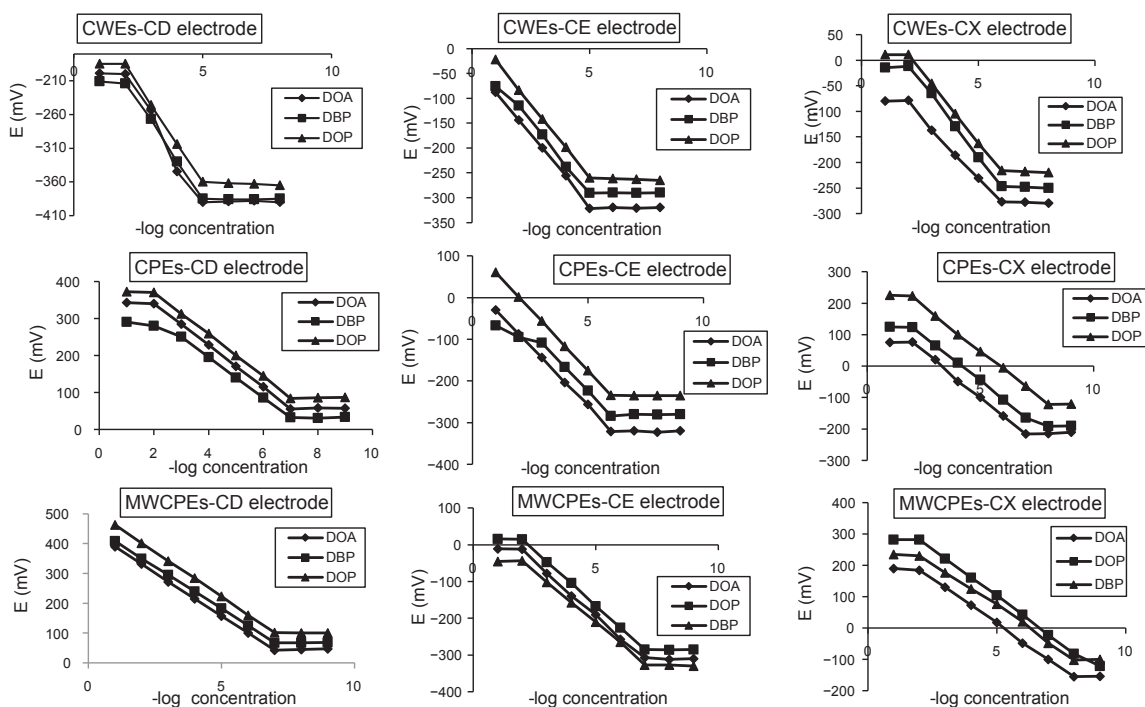 CWEs-CD electrode
0
5
10
−210
−260
−310
−360
−410
E (mV)
DOA
DBP
DOP
-log concentration
CWEs-CE electrode
0
−50
−100
−150
−200
−250
−300
−350
0
5
10
E (mV)
DOA
DBP
DOP
-log concentration
CWEs-CX electrode
50
0
−50
−100
−150
−200
−250
−300
0
5
10
E (mV)
DOA
DBP
DOP
-log concentration
CPEs-CD electrode
400
300
200
100
0
0
2
4
6
8
10
E (mV)
DOA
DBP
DOP
-log concentration
CPEs-CE electrode
100
0
−100
−200
−300
−400
0
5
10
E (mV)
DOA
DBP
DOP
-log concentration
CPEs-CX electrode
300
200
100
0
−100
−200
−300
0
5
10
E (mV)
DOA
DBP
DOP
-log concentration
MWCPEs-CD electrode
500
400
300
200
100
0
0
5
10
E (mV)
DOA
DBP
DOP
-log concentration
MWCPEs-CE electrode
100
0
−100
−200
−300
−400
0
5
10
E (mV)
DOA
DOP
DBP
-log concentration
MWCPEs-CX electrode
400
300
200
100
0
−100
−200
0
5
10
E (mV)
DOA
DOP
DBP
-log concentration